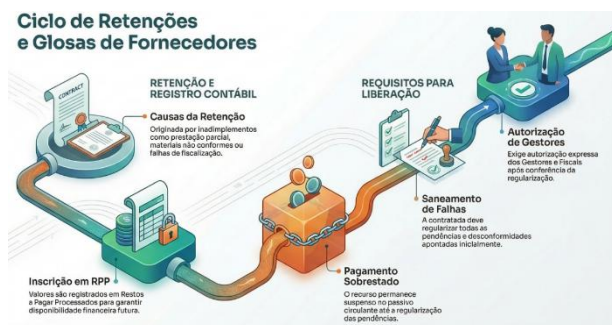 Ciclo de Retenções
e Glosas de Fornecedores
RETENÇÃO E
REGISTRO CONTÁBIL
CONTRACT
Causas da Retenção
Originada por inadimplementos
como prestação parcial,
materiais não conformes ou
falhas de fiscalização.
Inscrição em RPP
Valores são registrados em Restos
a Pagar Processados para garantir
disponibilidade financeira futura.
Pagamento
Sobrestado
O recurso permanece
suspenso no passivo
circulante até a regularização
das pendências.
REQUISITOS PARA
LIBERAÇÃO
Saneamento
de Falhas
A contratada deve
regularizar todas as
pendências e desconformidades
apontadas inicialmente.
Autorização
de Gestores
Exige autorização expressa
dos Gestores e Fiscals
após conferência da
regularização.